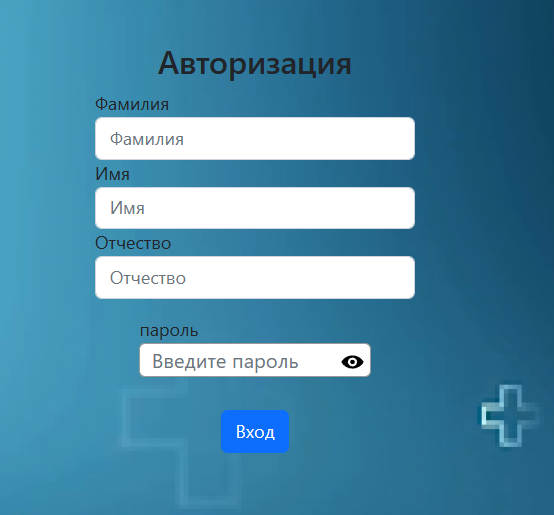 Авторизация
Фамилия
Фамилия
Имя
Имя
Отчество
Отчество
пароль
Введите пароль
Вход